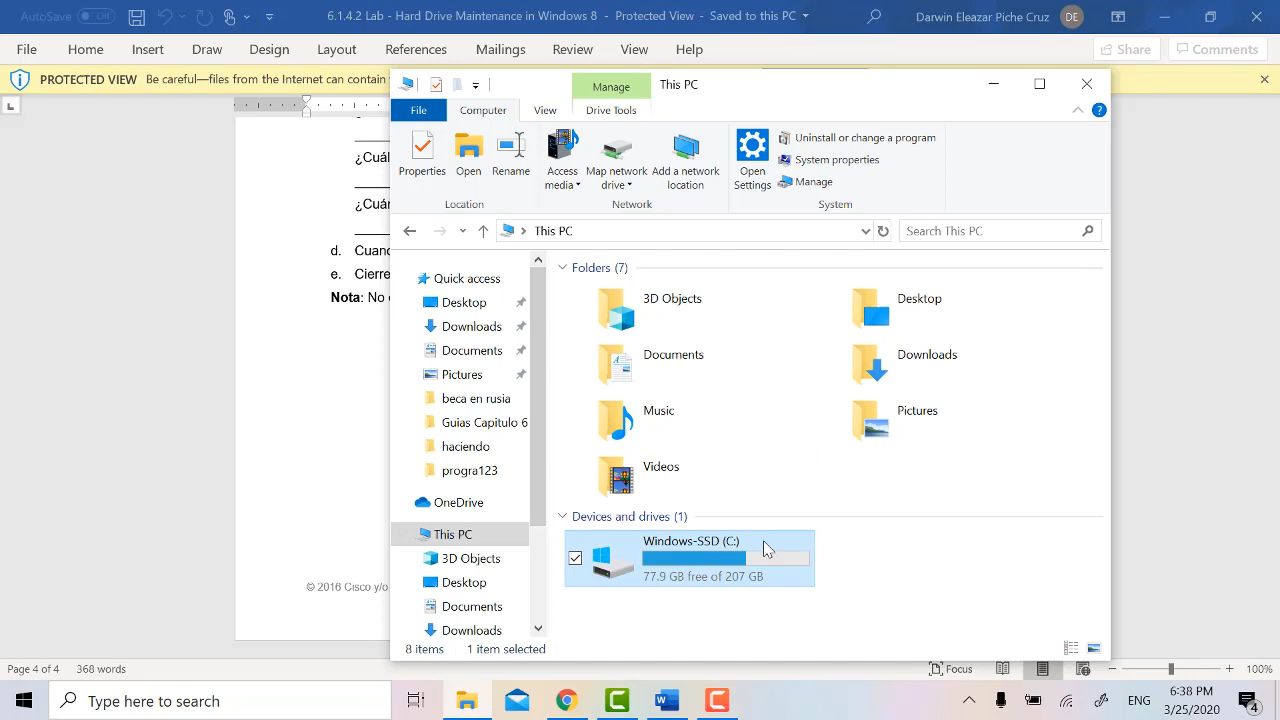 AutoSave Off
6.1.4.2 Lab - Hard Drive Maintenance in Windows 8 - Protected View - Saved to this PC
Darwin Eleazar Piche Cruz DE
File Home Insert Draw Design Layout References Mailings Review View Help
Share Comments
PROTECTED VIEW Be careful—files from the Internet can contain
¿Cuál
¿Cuán
d. Cuand
e. Cierre
Nota: No
© 2016 Cisco y/o
Manage This PC
File Computer View Drive Tools
Properties Open Rename
Location
Access media Map network drive Add a network location
Network
Open Settings
Uninstall or change a program
System properties
Manage
System
This PC
Search This PC
Quick access
Desktop
Downloads
Documents
Pictures
beca en rusia
Guias Capitulo 6
haciendo
progra123
OneDrive
This PC
3D Objects
Desktop
Documents
Downloads
Folders (7)
3D Objects
Desktop
Documents
Downloads
Music
Pictures
Videos
Devices and drives (1)
Windows-SSD (C:)
77.9 GB free of 207 GB
8 items 1 item selected
Page 4 of 4 368 words
Focus
100%
Type here to search
ENG
6:38 PM
3/25/2020
4